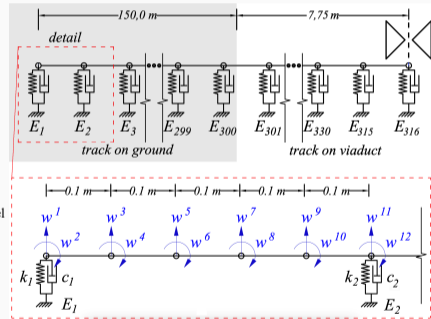 150,0 m 7,75 m
detail
E1 E2 E3 E299 E300 E301 E330 E315 E316
track on ground track on viaduct
0.1 m 0.1 m 0.1 m 0.1 m 0.1 m
w1 w3 w5 w7 w9 w11
w2 w4 w6 w8 w10 w12
k1 c1 k2 c2
E1 E2